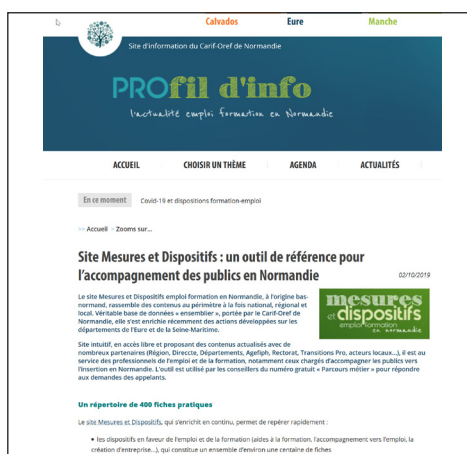 Calvados Eure Manche
Site d'information du Carif-Oref de Normandie
PROfil d'info
l'actualité emploi formation en Normandie
ACCUEIL CHOISIR UN THÈME AGENDA ACTUALITÉS
En ce moment Covid-19 et dispositions formation-emploi
>> Accueil > Zooms sur...
Site Mesures et Dispositifs : un outil de référence pour
l'accompagnement des publics en Normandie 02/10/2019
Le site Mesures et Dispositifs emploi formation en Normandie, à l'origine bas-
normand, rassemble des contenus au périmètre à la fois national, régional et
local. Véritable base de données « ensemblier », portée par le Carif-Oref de
Normandie, elle s'est enrichie récemment des actions développées sur les
départements de l'Eure et de la Seine-Maritime.
mesures
et dispositifs
emploi formation
en normandie
Site intuitif, en accès libre et proposant des contenus actualisés avec de
nombreux partenaires (Région, Direccte, Départements, Agefiph, Rectorat, Transitions Pro, acteurs locaux...), il est au
service des professionnels de l'emploi et de la formation, notamment ceux chargés d'accompagner les publics vers
l'insertion en Normandie. L'outil est utilisé par les conseillers du numéro gratuit « Parcours métier » pour répondre
aux demandes des appelants.
Un répertoire de 400 fiches pratiques
Le site Mesures et Dispositifs, qui s'enrichit en continu, permet de repérer rapidement :
• les dispositifs en faveur de l'emploi et de la formation (aides à la formation, l'accompagnement vers l'emploi, la
création d'entreprise...), qui constitue un ensemble d'environ une centaine de fiches